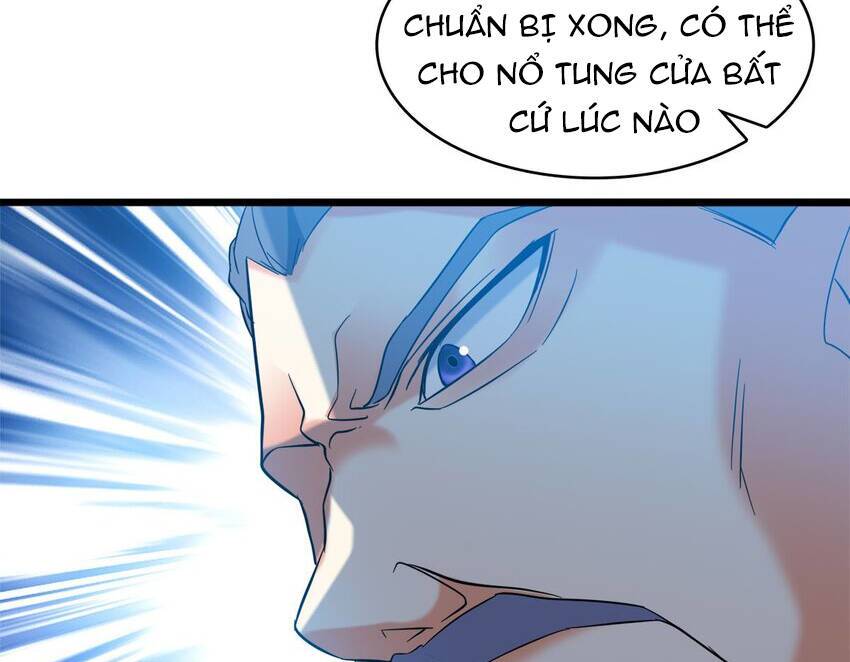 CHUẨN BỊ XONG, CÓ THỂ
CHO NỔ TUNG CỬA BẤT
CỨ LÚC NÀO